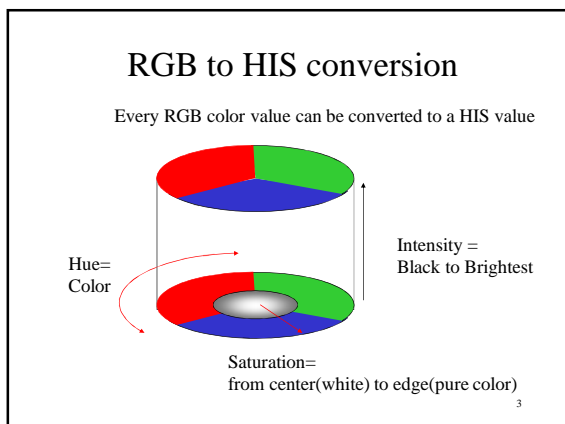 RGB to HIS conversion
Every RGB color value can be converted to a HIS value
Hue=
Color
Intensity =
Black to Brightest
Saturation=
from center(white) to edge(pure color)
3